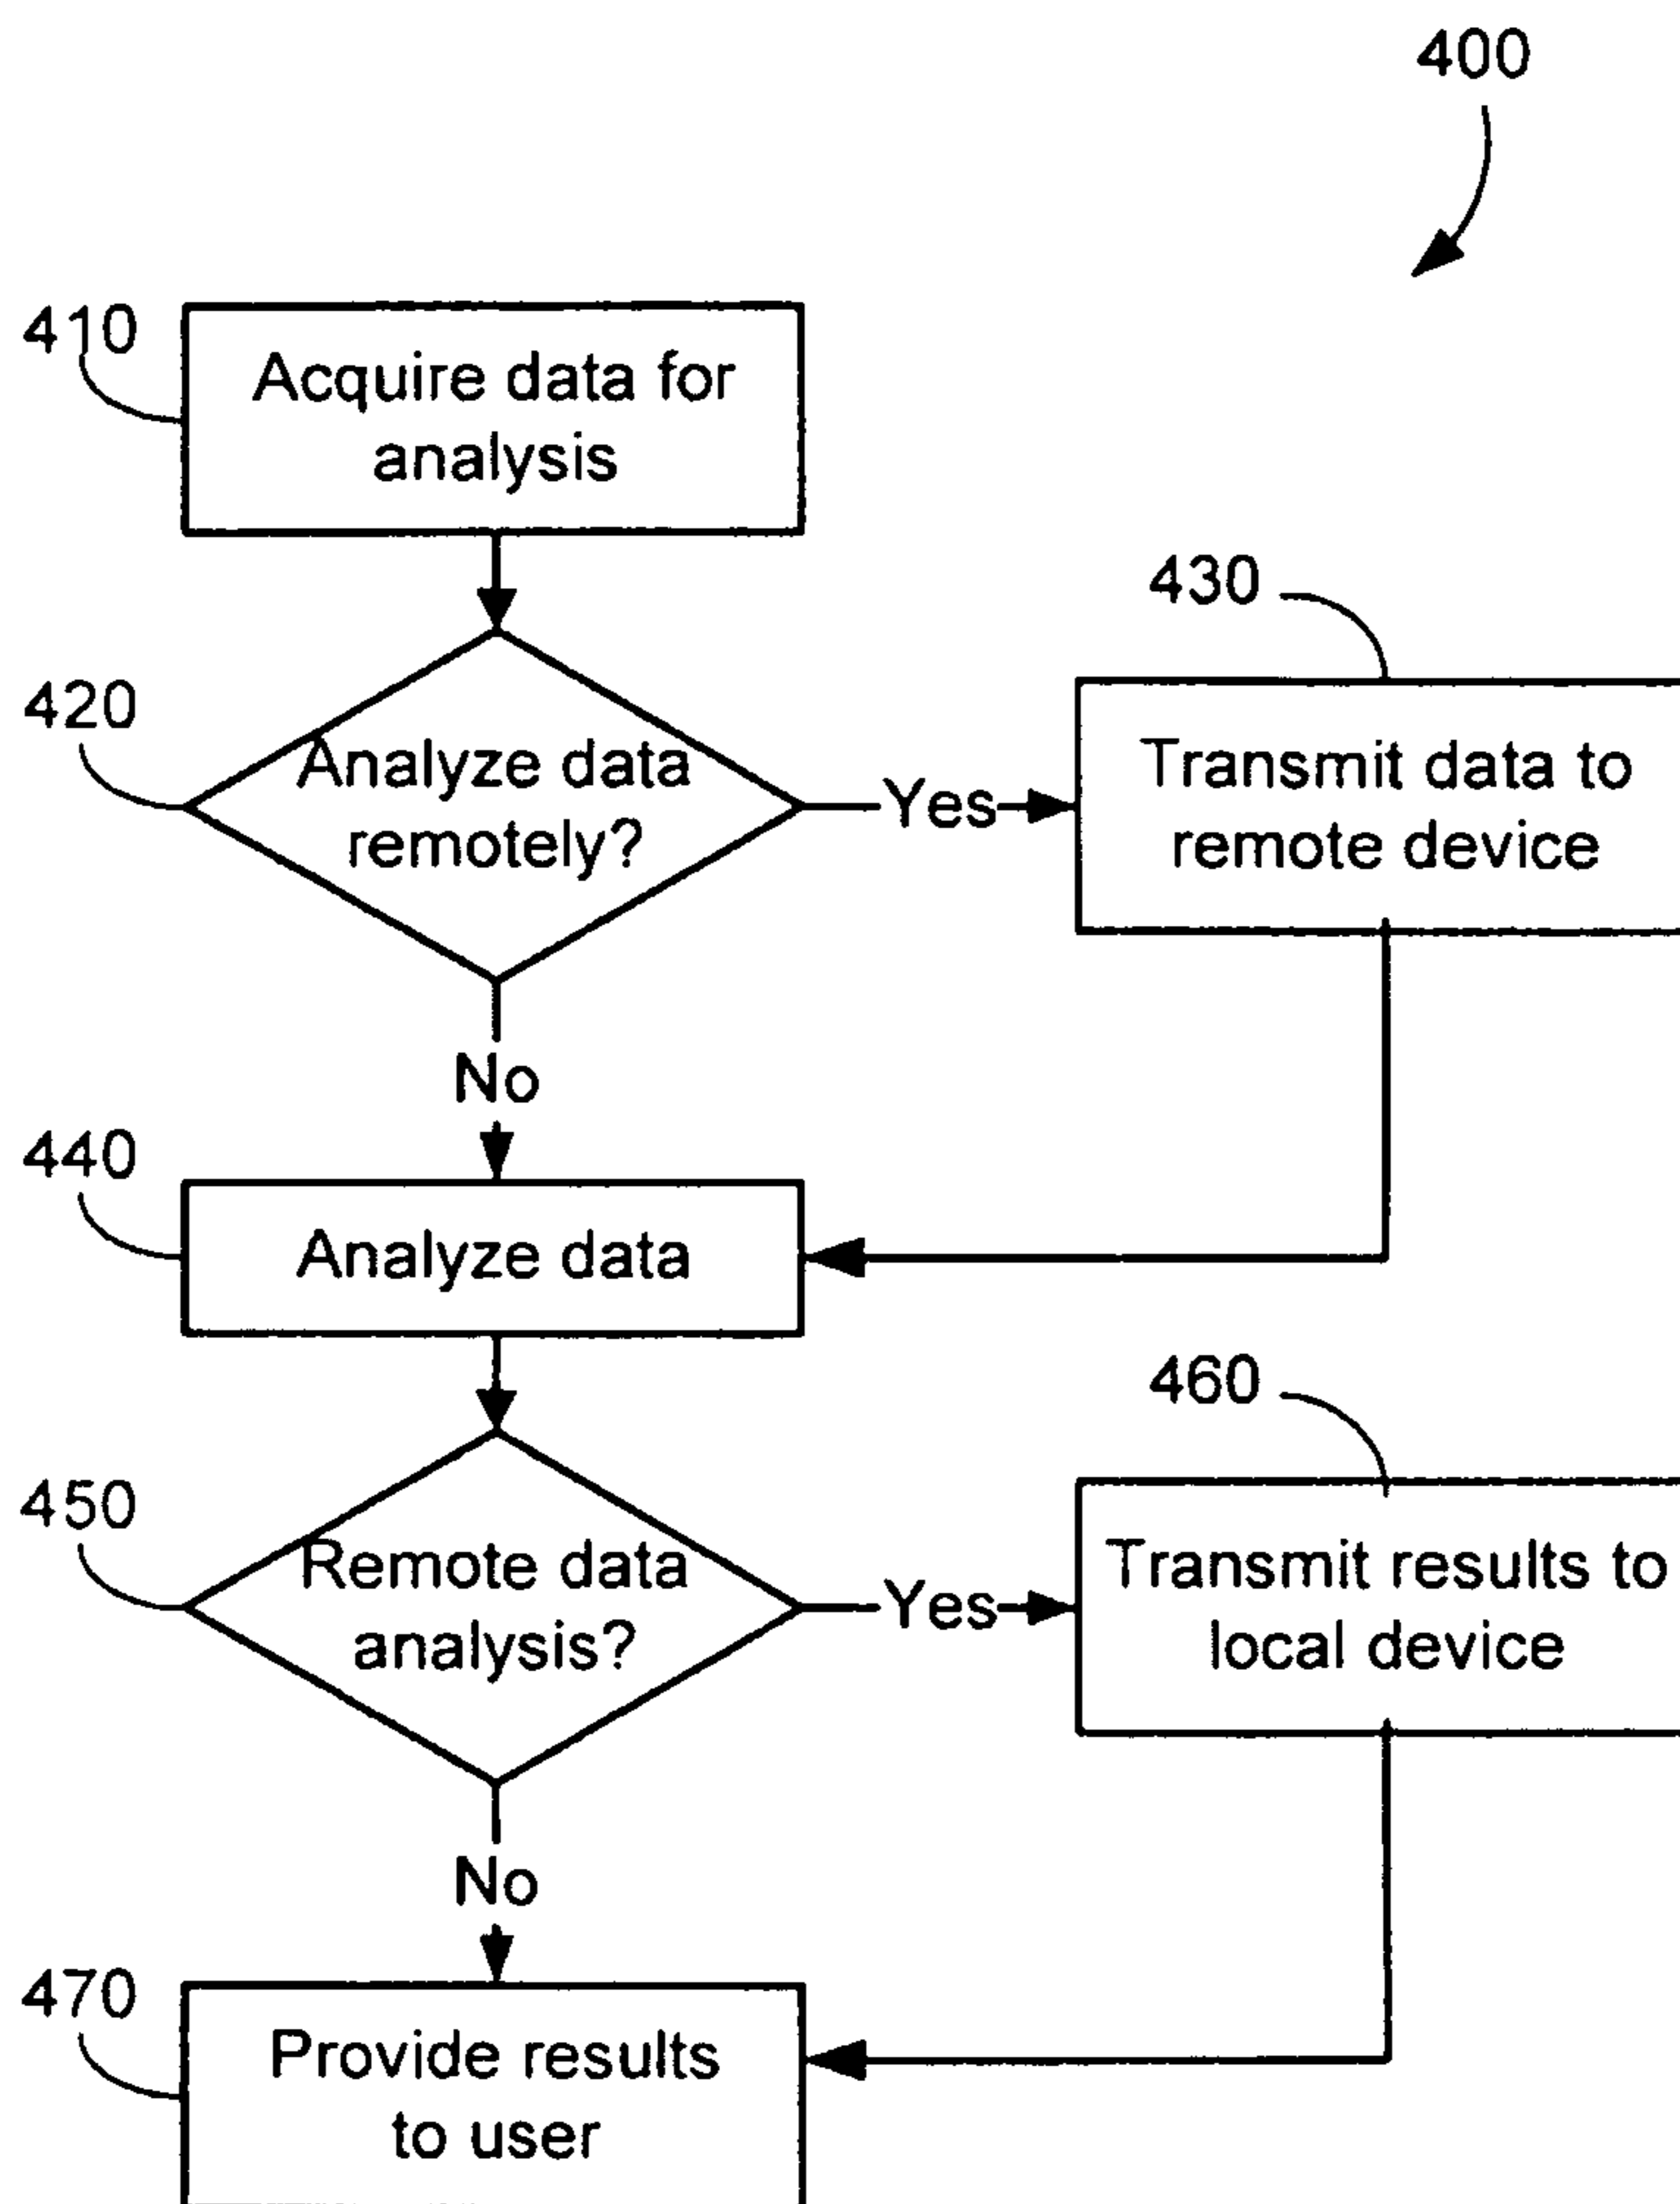 400
410
Acquire data for
analysis
430
420
Analyze data
remotely?
Yes
Transmit data to
remote device
No
440
Analyze data
460
450
Remote data
analysis?
Yes
Transmit results to
local device
No
470
Provide results
to user